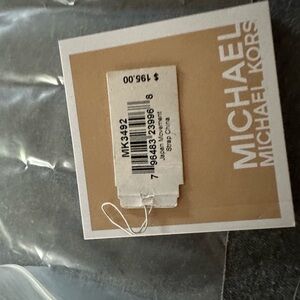 MICHAEL
MICHAEL KORS
$ 195.00
MK3492
7 96483 23996 8
Japan Movement
Strap China